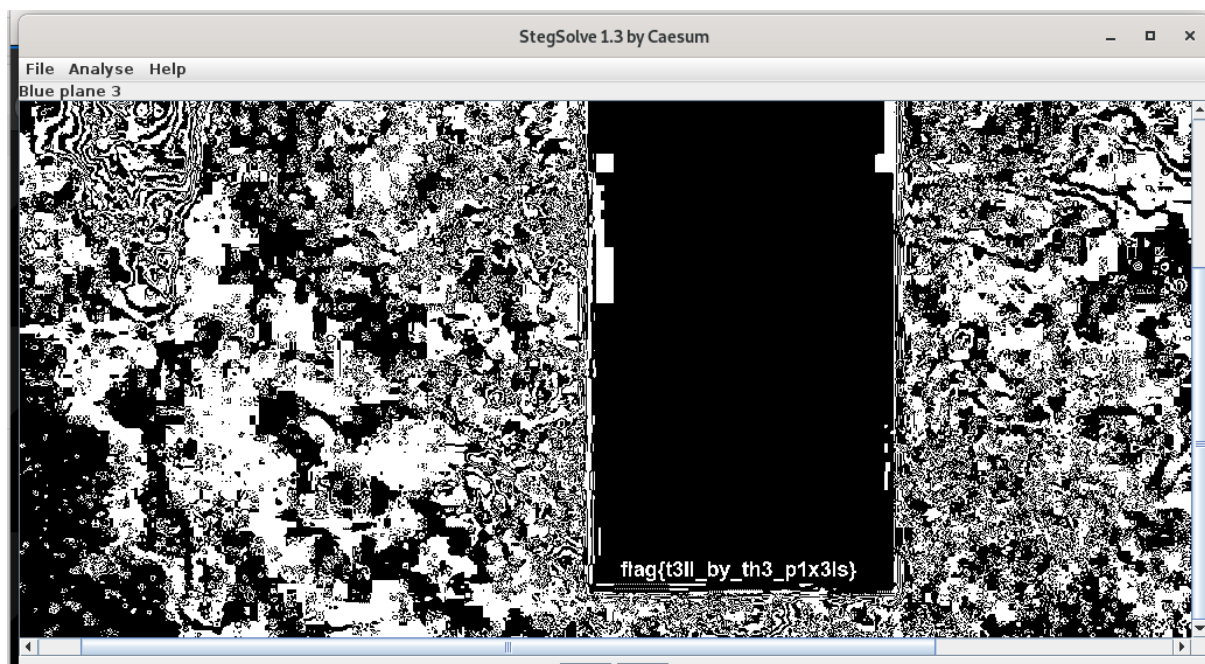 StegSolve 1.3 by Caesum
File Analyse Help
Blue plane 3
flag{t3ll_by_th3_p1x3ls}